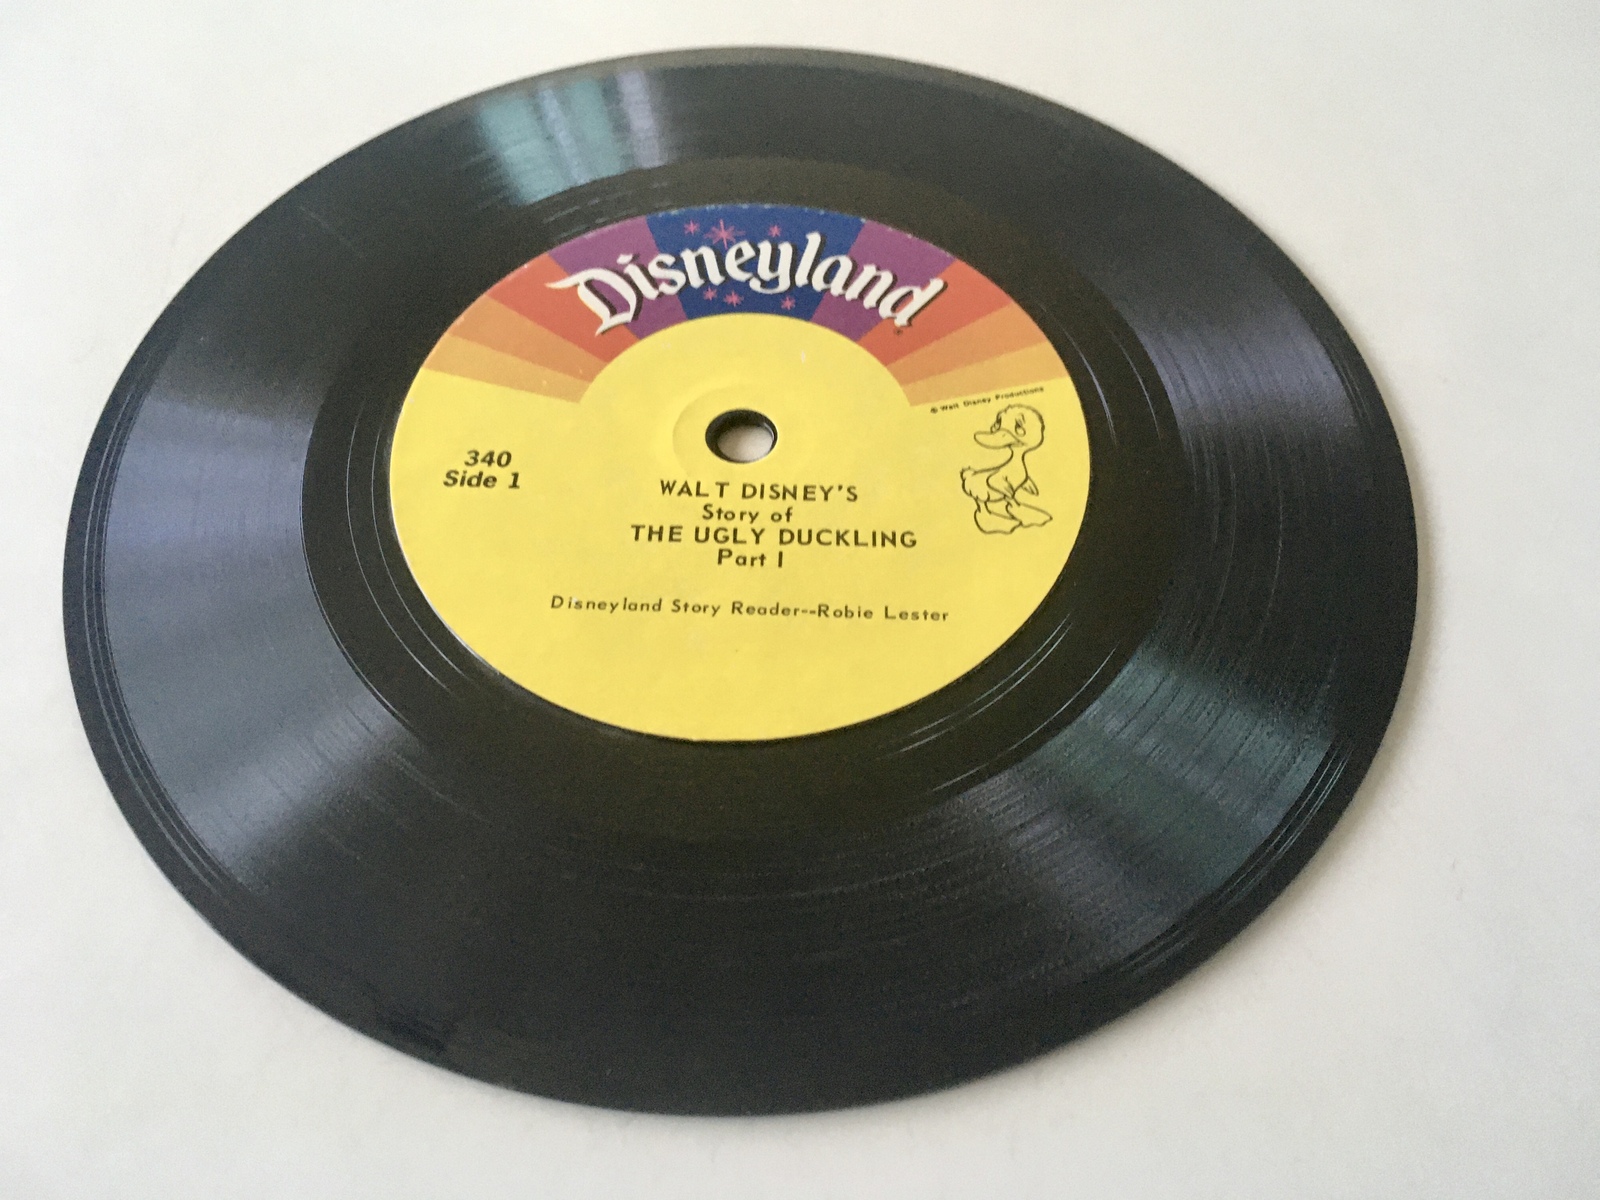 Disneyland
© Walt Disney Productions
340
Side 1
WALT DISNEY'S
Story of
THE UGLY DUCKLING
Part I
Disneyland Story Reader--Robie Lester